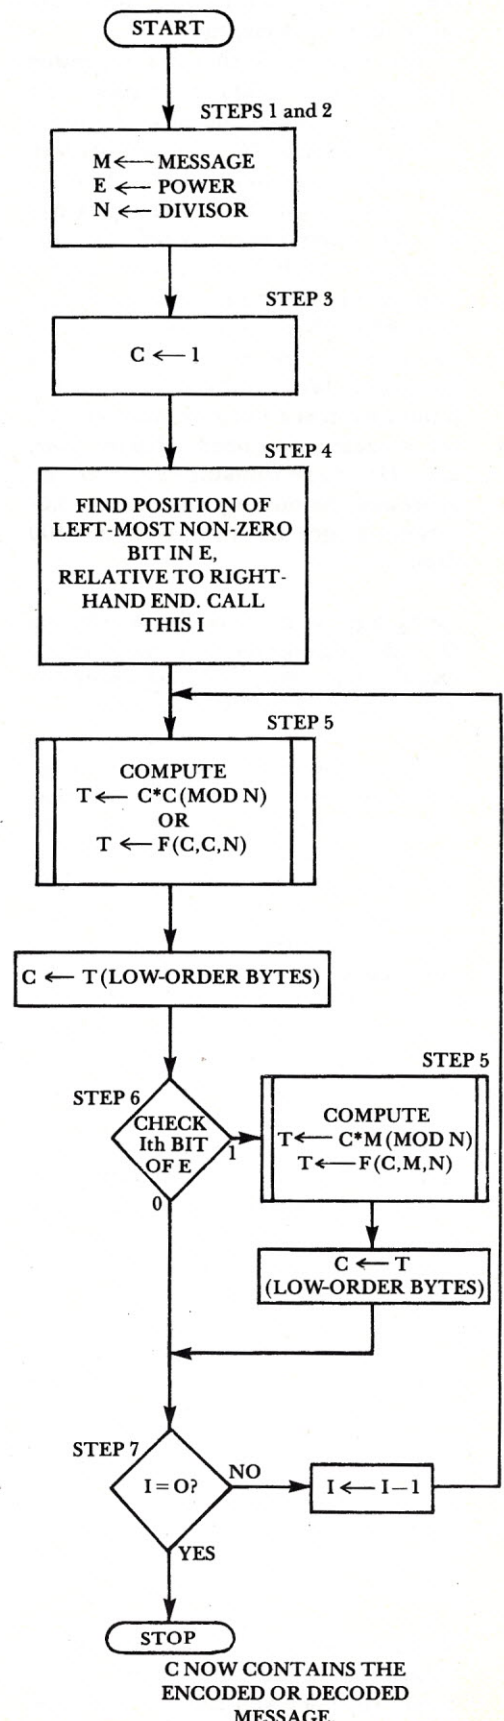 START
STEPS 1 and 2
M ← MESSAGE
E ← POWER
N ← DIVISOR
STEP 3
C ← 1
STEP 4
FIND POSITION OF
LEFT-MOST NON-ZERO
BIT IN E,
RELATIVE TO RIGHT-
HAND END. CALL
THIS I
STEP 5
COMPUTE
T ← C*C(MOD N)
OR
T ← F(C,C,N)
C ← T(LOW-ORDER BYTES)
STEP 6
CHECK
Ith BIT
OF E
1
0
STEP 5
COMPUTE
T ← C*M(MOD N)
T ← F(C,M,N)
C ← T
(LOW-ORDER BYTES)
STEP 7
I = O?
NO
I ← I−1
YES
STOP
C NOW CONTAINS THE
ENCODED OR DECODED
MESSAGE